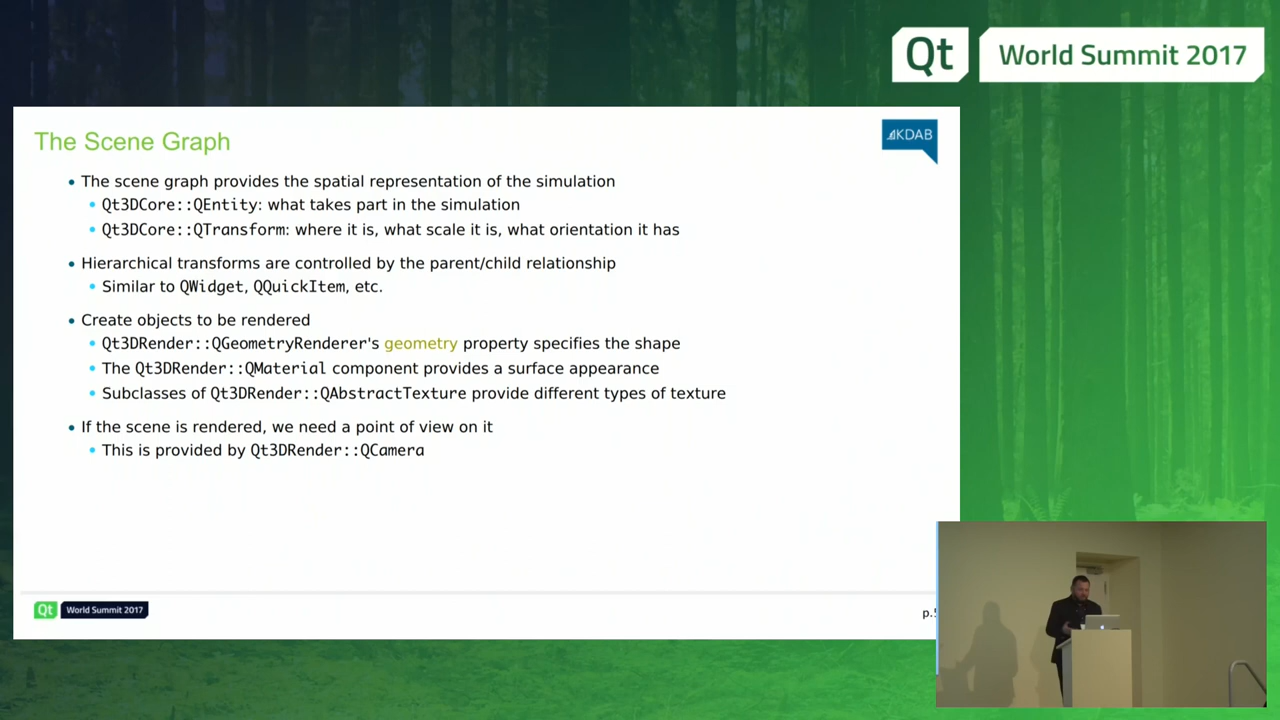 Qt World Summit 2017
The Scene Graph
KDAB
• The scene graph provides the spatial representation of the simulation
• Qt3DCore::QEntity: what takes part in the simulation
• Qt3DCore::QTransform: where it is, what scale it is, what orientation it has
• Hierarchical transforms are controlled by the parent/child relationship
• Similar to QWidget, QQuickItem, etc.
• Create objects to be rendered
• Qt3DRender::QGeometryRenderer's geometry property specifies the shape
• The Qt3DRender::QMaterial component provides a surface appearance
• Subclasses of Qt3DRender::QAbstractTexture provide different types of texture
• If the scene is rendered, we need a point of view on it
• This is provided by Qt3DRender::QCamera
Qt World Summit 2017